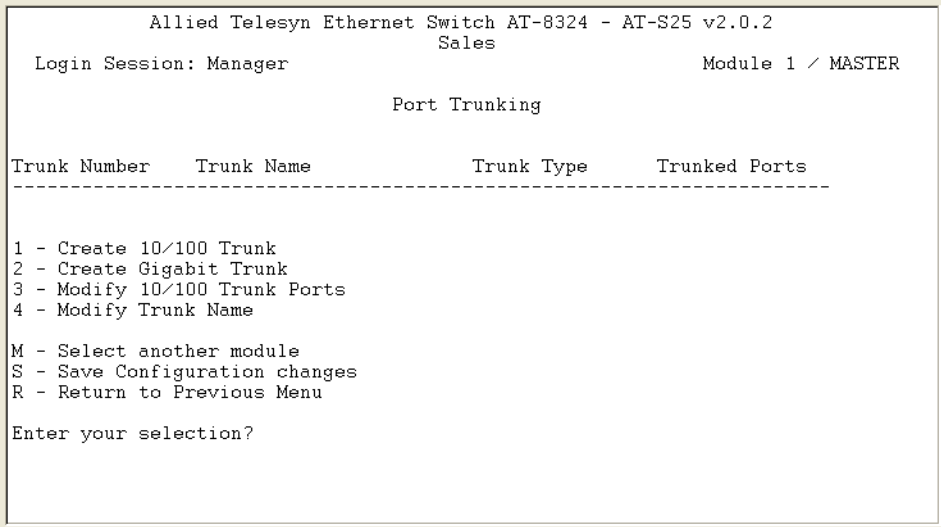 Allied Telesyn Ethernet Switch AT-8324 - AT-S25 v2.0.2
Sales
Login Session: Manager Module 1 / MASTER
Port Trunking
Trunk Number Trunk Name Trunk Type Trunked Ports
-----------------------------------------------------------------------
1 - Create 10/100 Trunk
2 - Create Gigabit Trunk
3 - Modify 10/100 Trunk Ports
4 - Modify Trunk Name
M - Select another module
S - Save Configuration changes
R - Return to Previous Menu
Enter your selection?